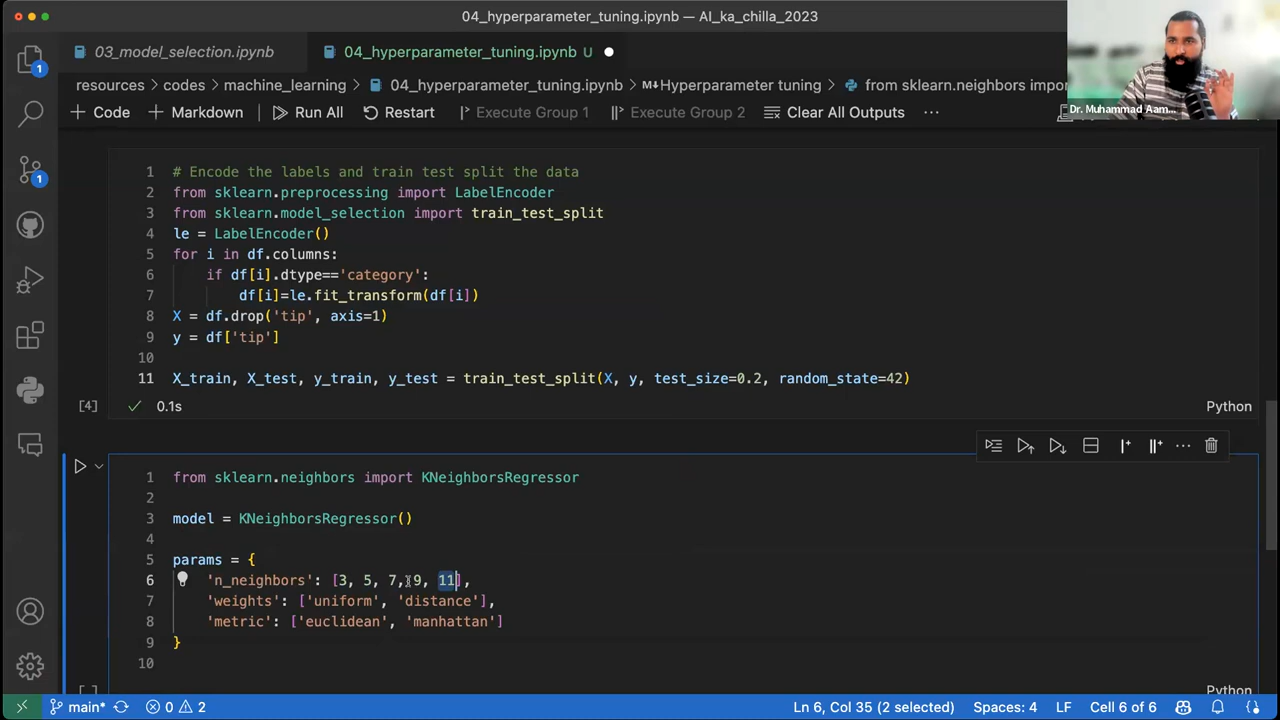 04_hyperparameter_tuning.ipynb — AI_ka_chilla_2023
03_model_selection.ipynb
04_hyperparameter_tuning.ipynb U
resources > codes > machine_learning > 04_hyperparameter_tuning.ipynb > M↓Hyperparameter tuning > from sklearn.neighbors import
Dr. Muhammad Aam...
+ Code + Markdown Run All Restart Execute Group 1 Execute Group 2 Clear All Outputs ...
1 # Encode the labels and train test split the data
2 from sklearn.preprocessing import LabelEncoder
3 from sklearn.model_selection import train_test_split
4 le = LabelEncoder()
5 for i in df.columns:
6 if df[i].dtype=='category':
7 df[i]=le.fit_transform(df[i])
8 X = df.drop('tip', axis=1)
9 y = df['tip']
10
11 X_train, X_test, y_train, y_test = train_test_split(X, y, test_size=0.2, random_state=42)
[4] 0.1s Python
1 from sklearn.neighbors import KNeighborsRegressor
2
3 model = KNeighborsRegressor()
4
5 params = {
6 'n_neighbors': [3, 5, 7, 9, 11],
7 'weights': ['uniform', 'distance'],
8 'metric': ['euclidean', 'manhattan']
9 }
10
[ ] Python
main* 0 2 Ln 6, Col 35 (2 selected) Spaces: 4 LF Cell 6 of 6
1
1